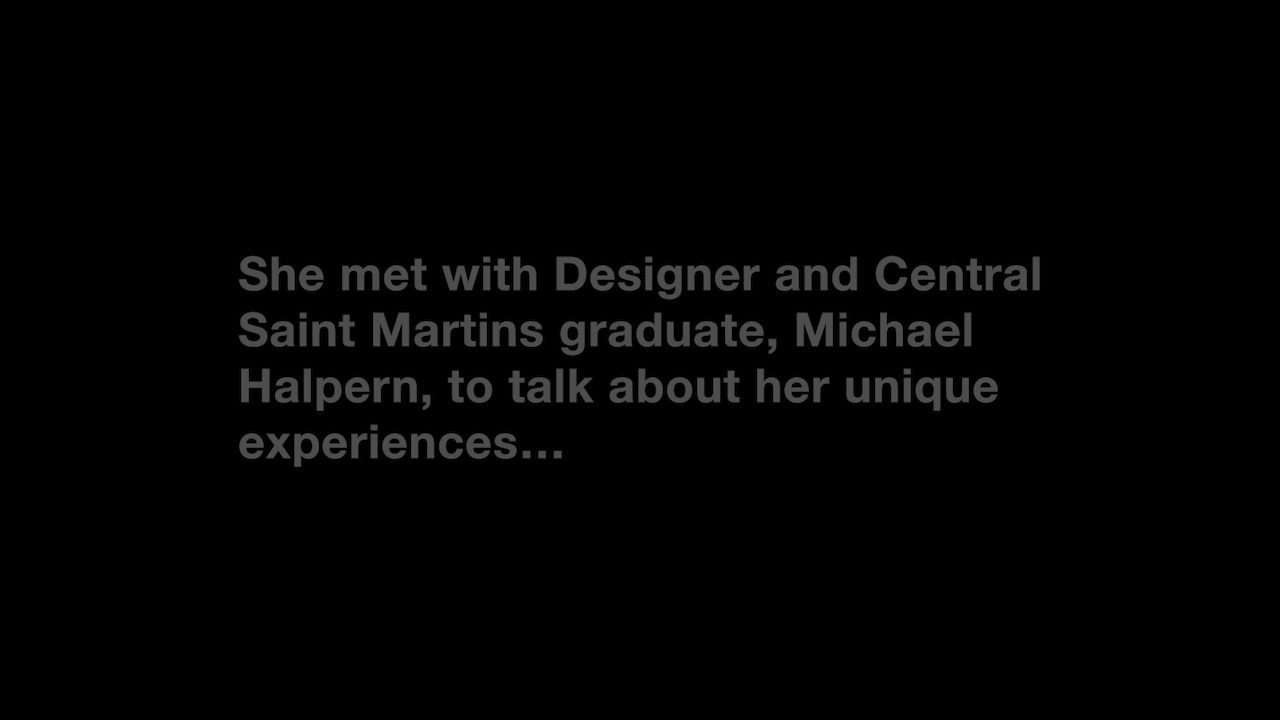 She met with Designer and Central
Saint Martins graduate, Michael
Halpern, to talk about her unique
experiences...